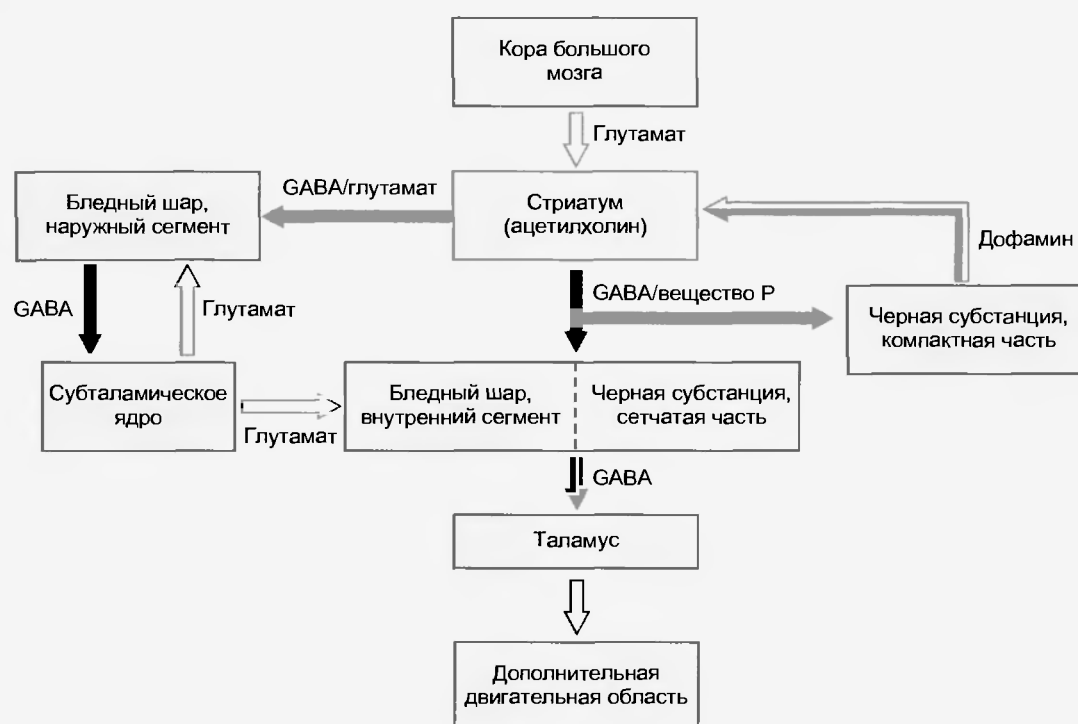 Кора большого
мозга
Глутамат
GABA/глутамат
Бледный шар,
наружный сегмент
Стриатум
(ацетилхолин)
Дофамин
GABA
Глутамат
GABA/вещество Р
Черная субстанция,
компактная часть
Субталамическое
ядро
Глутамат
Бледный шар,
внутренний сегмент
Черная субстанция,
сетчатая часть
GABA
Таламус
Дополнительная
двигательная область